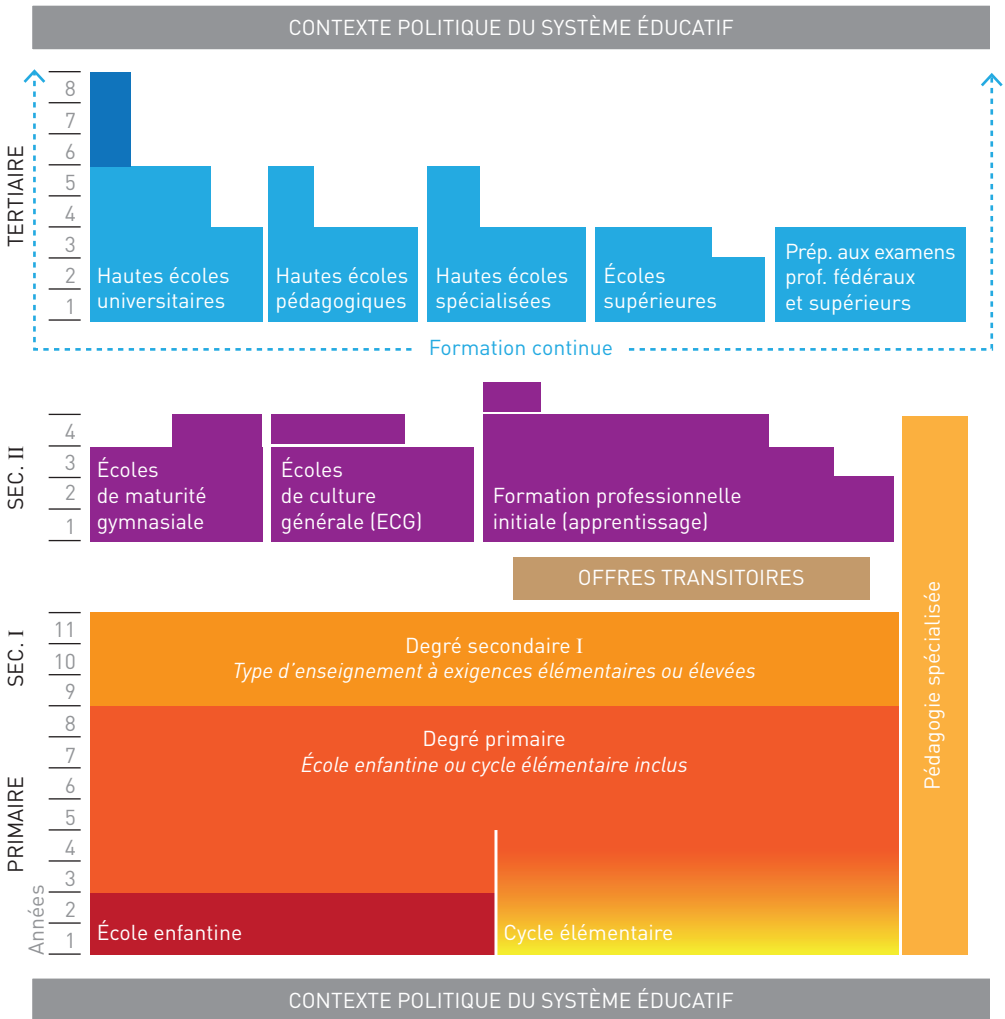 CONTEXTE POLITIQUE DU SYSTÈME ÉDUCATIF
TERTIAIRE
8
7
6
5
4
3
2
1
Hautes écoles
universitaires
Hautes écoles
pédagogiques
Hautes écoles
spécialisées
Écoles
supérieures
Prép. aux examens
prof. fédéraux
et supérieurs
Formation continue
SEC. II
4
3
2
1
Écoles
de maturité
gymnasiale
Écoles
de culture
générale (ECG)
Formation professionnelle
initiale (apprentissage)
OFFRES TRANSITOIRES
Pédagogie spécialisée
SEC. I
11
10
9
Degré secondaire I
Type d'enseignement à exigences élémentaires ou élevées
PRIMAIRE
Années
8
7
6
5
4
3
2
1
Degré primaire
École enfantine ou cycle élémentaire inclus
École enfantine
Cycle élémentaire
CONTEXTE POLITIQUE DU SYSTÈME ÉDUCATIF